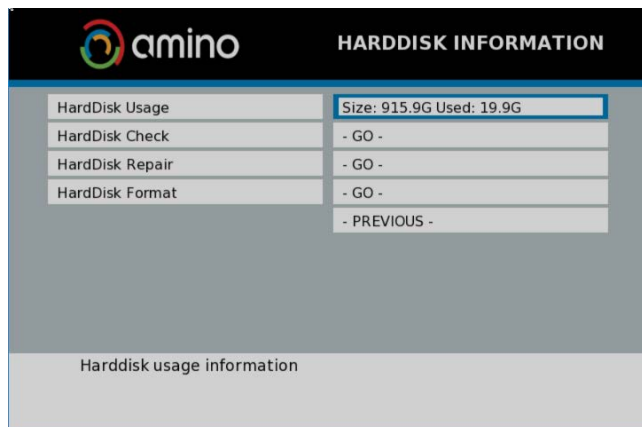 amino
HARDDISK INFORMATION
HardDisk Usage Size: 915.9G Used: 19.9G
HardDisk Check - GO -
HardDisk Repair - GO -
HardDisk Format - GO -
- PREVIOUS -
Harddisk usage information